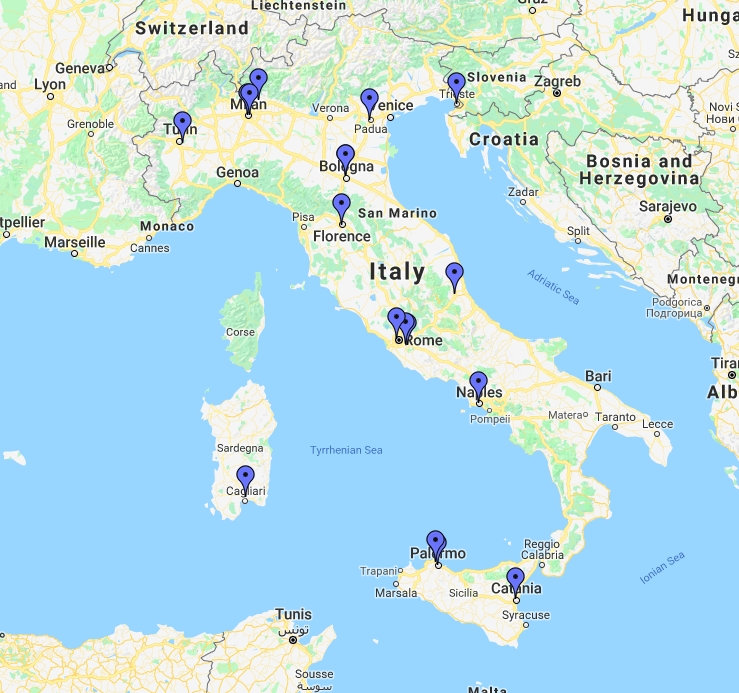 Liechtenstein
Graz
Switzerland
Hunga
Geneva
Slovenia
Zagreb
Lyon
Milan
Trieste
Verona
Venice
Novi S
Нови С
Grenoble
Turin
Padua
Croatia
Bosnia and
Herzegovina
Genoa
Bologna
Zadar
Sarajevo
San Marino
Pisa
tpellier
Monaco
Florence
Split
Marseille
Cannes
Italy
Montenegr
Adriatic Sea
Podgorica
Подгорица
Corse
Rome
Tiran
Bari
Alb
Naples
Pompeii
Matera
Taranto
Lecce
Sardegna
Tyrrhenian Sea
Cagliari
Reggio
Calabria
Palermo
Ionian Sea
Trapani
Catania
Marsala
Sicilia
Syracuse
Tunis
تونس
Sousse
سوسة
Malta